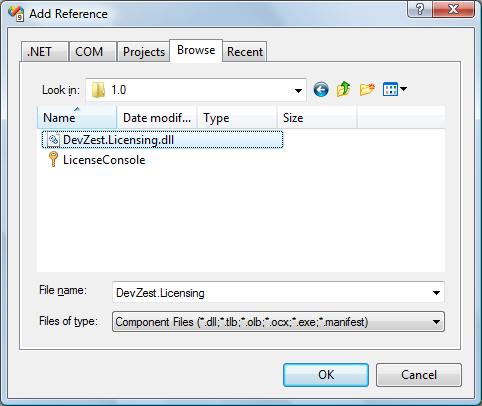 Add Reference
.NET COM Projects Browse Recent
Look in: 1.0
Name Date modif... Type Size
DevZest.Licensing.dll
LicenseConsole
File name: DevZest.Licensing
Files of type: Component Files (*.dll;*.tlb;*.olb;*.ocx;*.exe;*.manifest)
OK Cancel